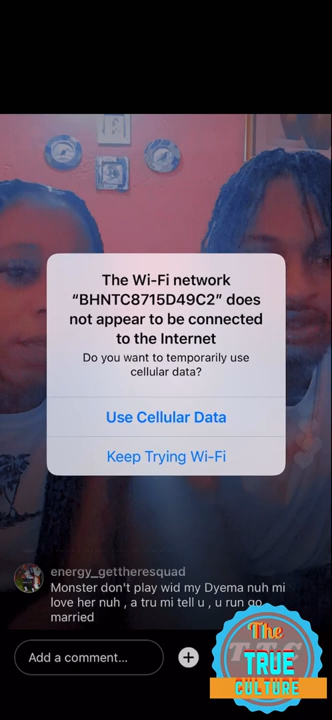 The Wi-Fi network
“BHNTC8715D49C2” does
not appear to be connected
to the Internet
Do you want to temporarily use
cellular data?
Use Cellular Data
Keep Trying Wi-Fi
energy_gettheresquad
Monster don't play wid my Dyema nuh mi
love her nuh , a tru mi tell u , u run go
married
Add a comment...
The
TRUE
CULTURE